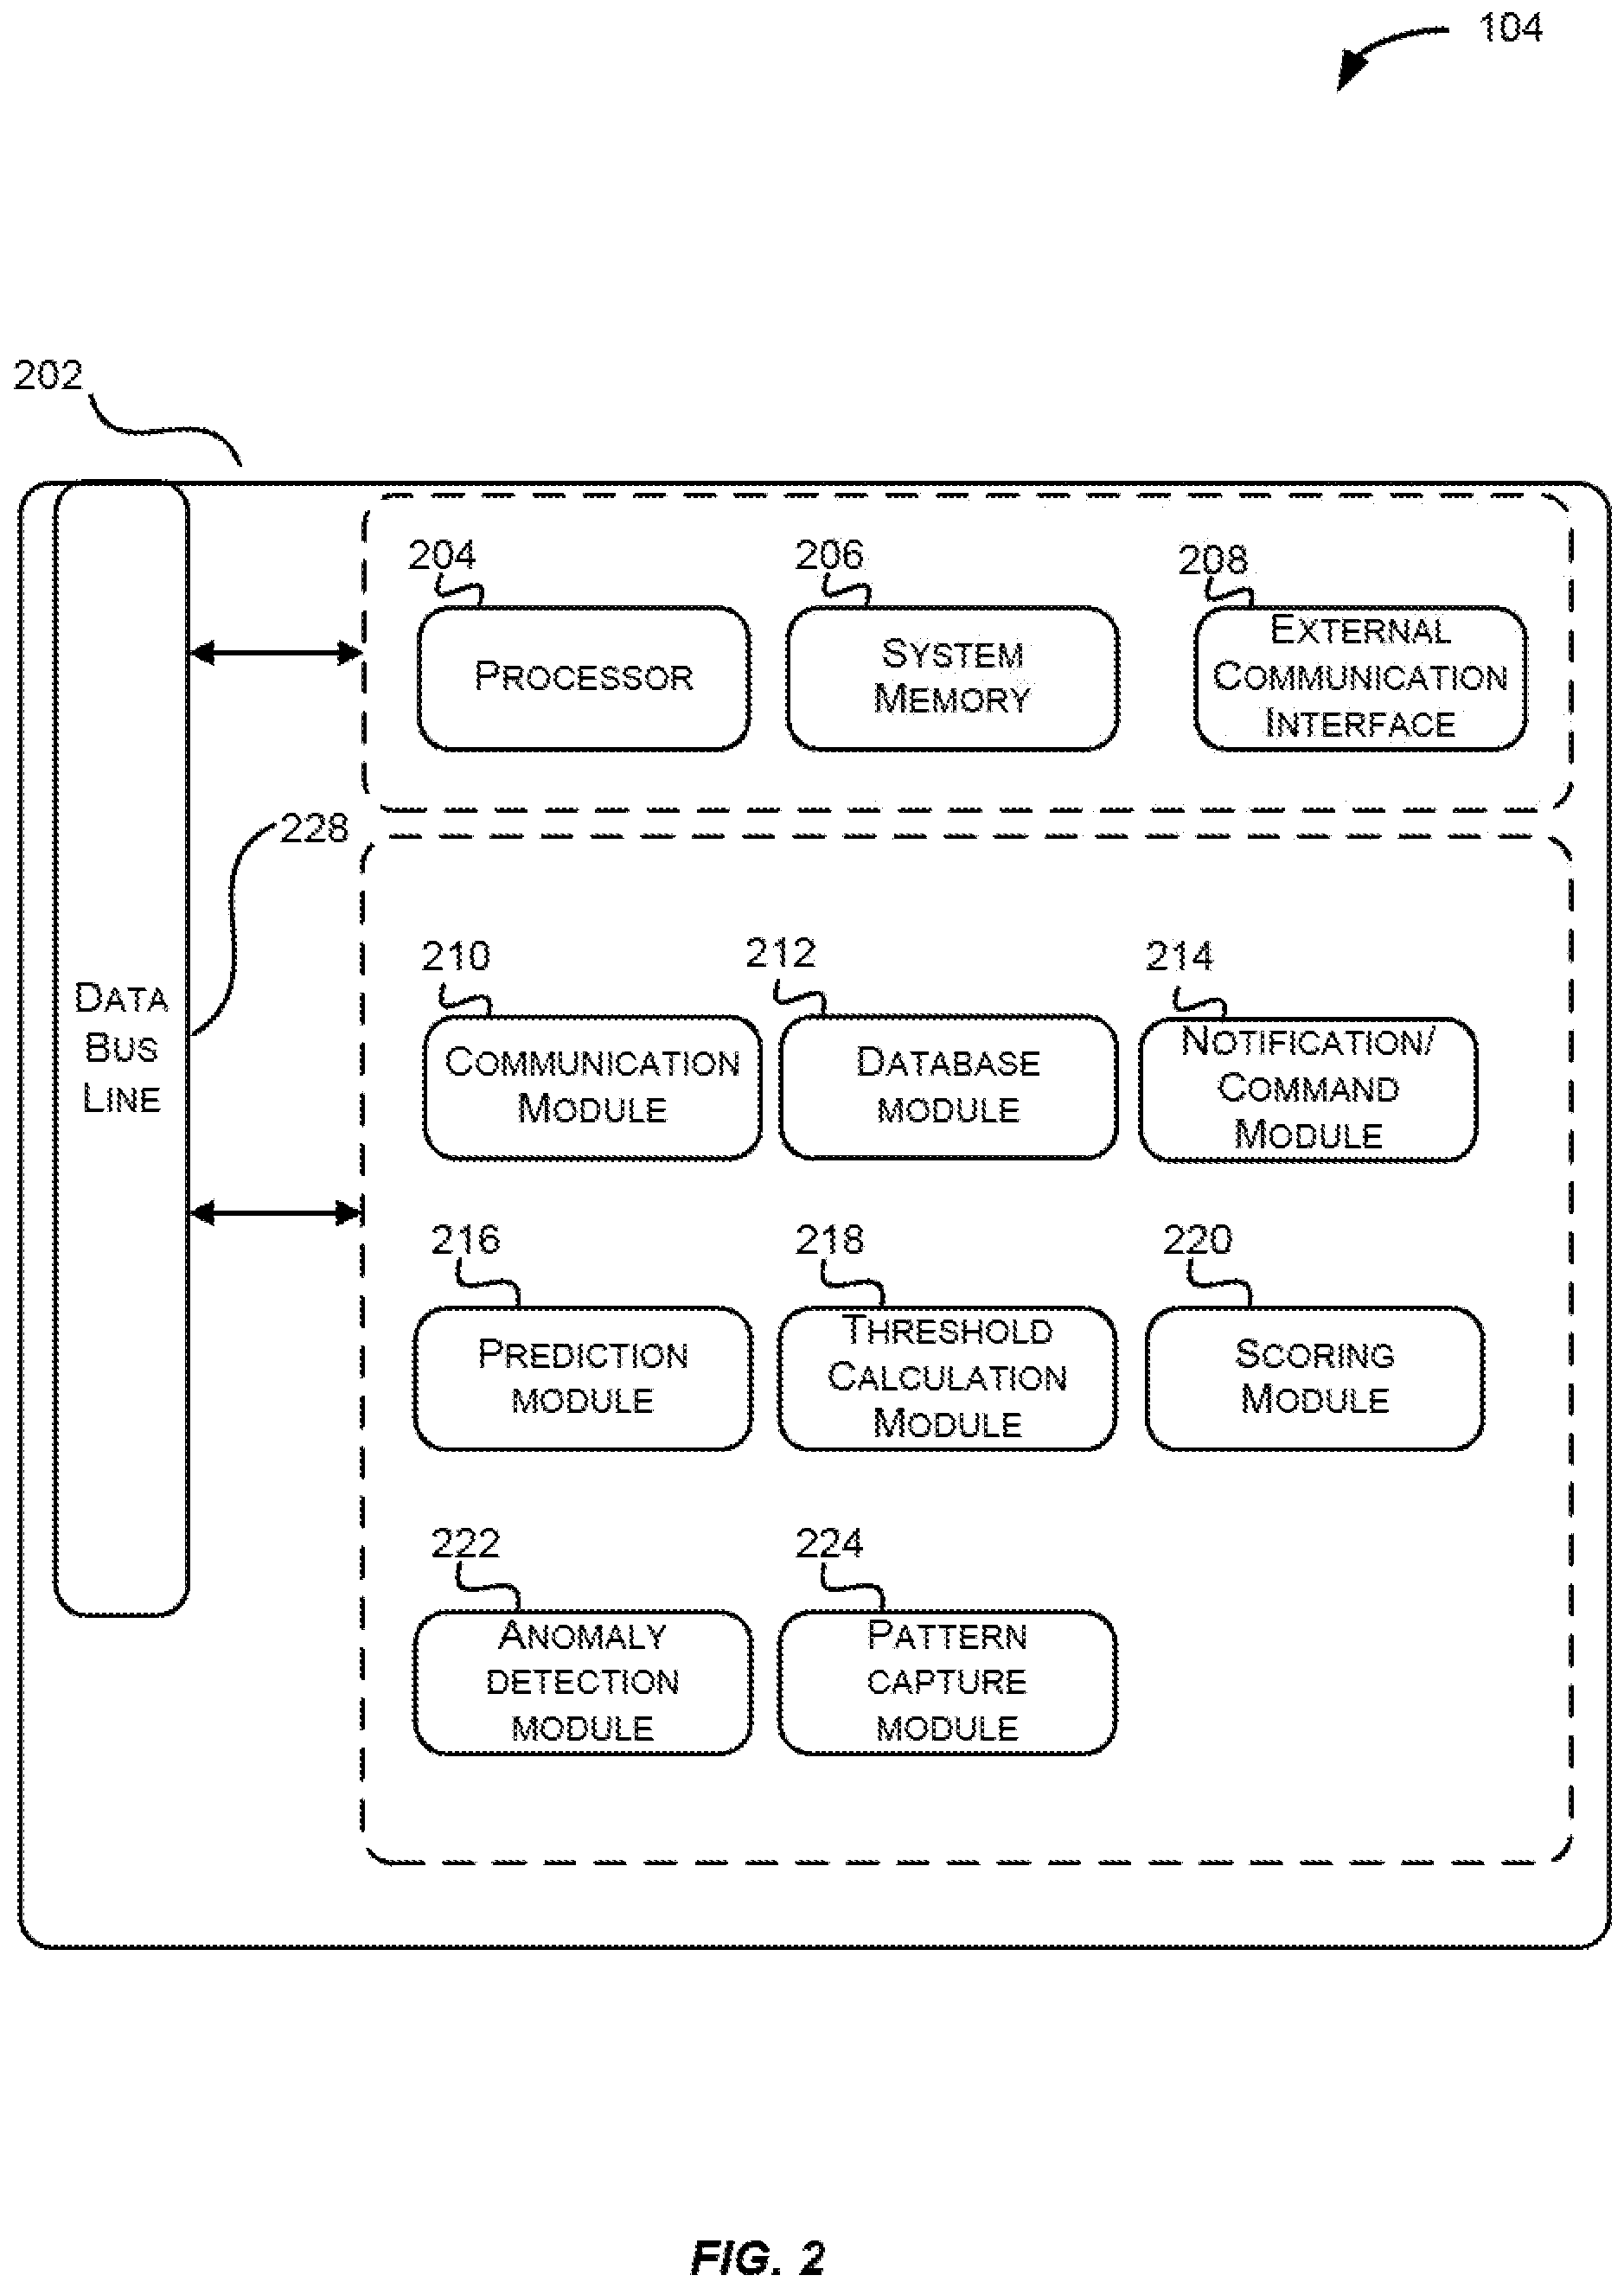 104
202
204
206
208
PROCESSOR
SYSTEM
MEMORY
EXTERNAL
COMMUNICATION
INTERFACE
228
DATA
BUS
LINE
210
212
214
COMMUNICATION
MODULE
DATABASE
MODULE
NOTIFICATION/
COMMAND
MODULE
216
218
220
PREDICTION
MODULE
THRESHOLD
CALCULATION
MODULE
SCORING
MODULE
222
224
ANOMALY
DETECTION
MODULE
PATTERN
CAPTURE
MODULE
FIG. 2